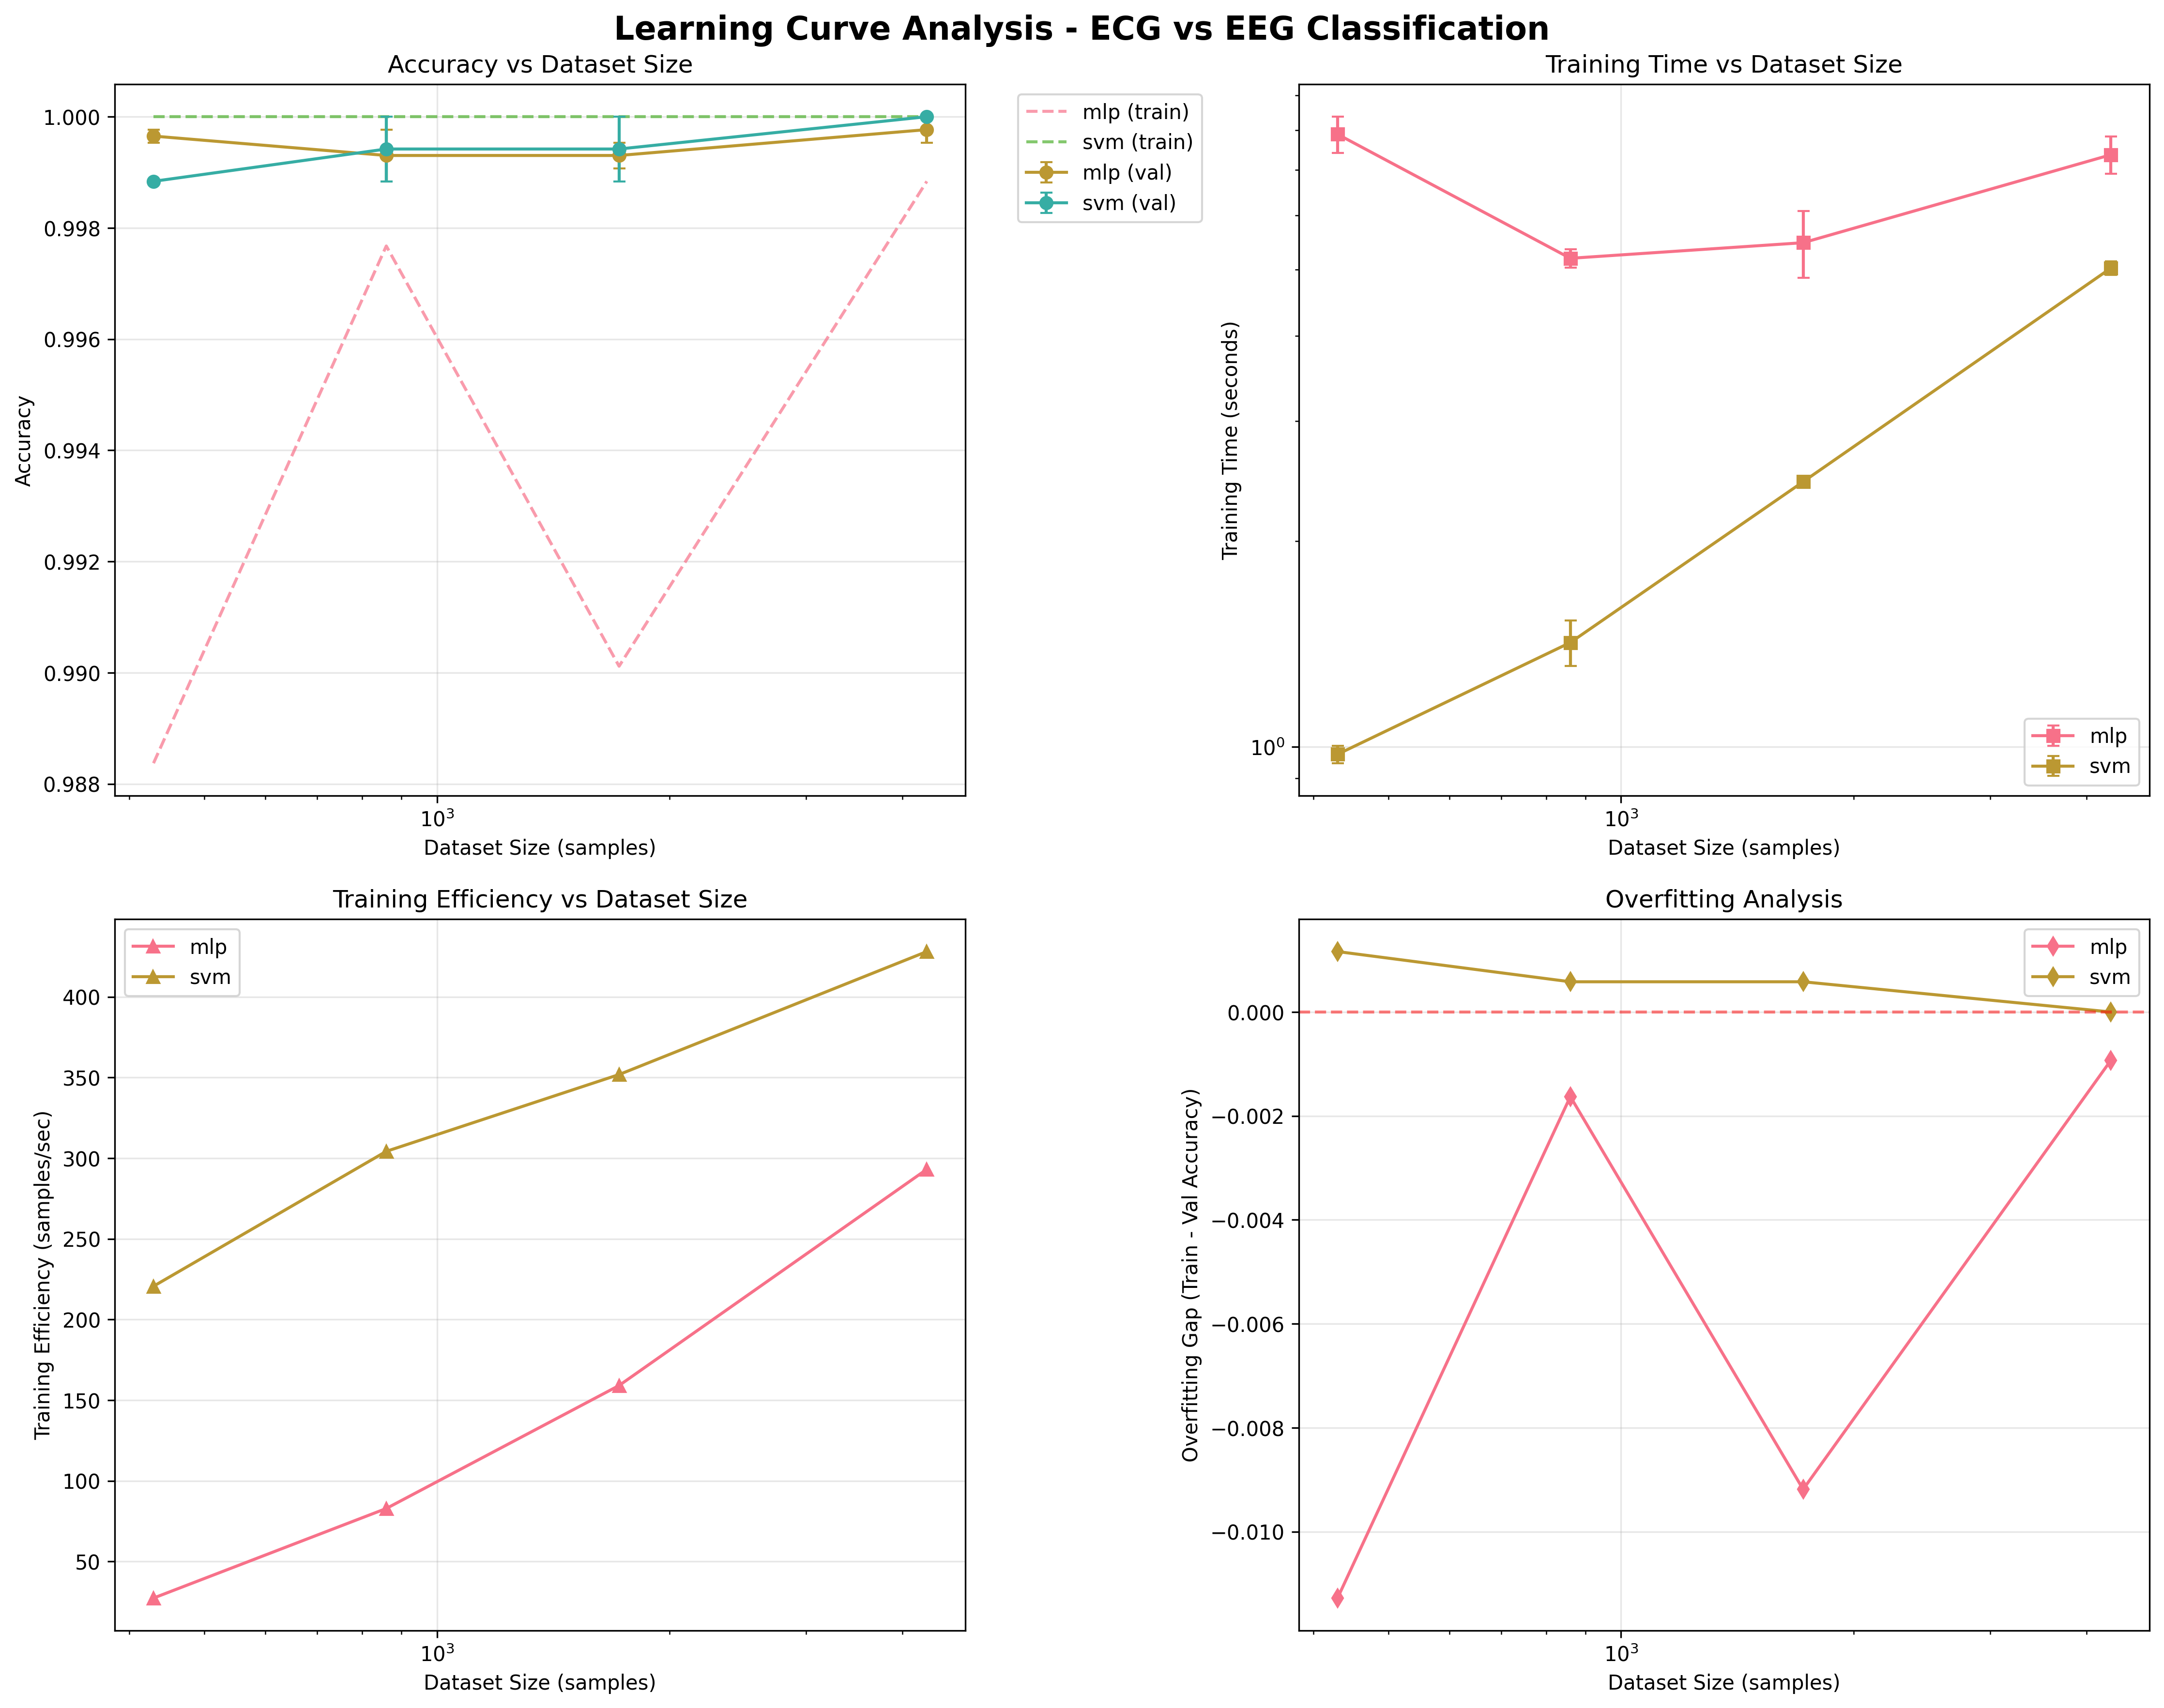 Learning Curve Analysis - ECG vs EEG Classification
Accuracy vs Dataset Size
1.000
0.998
0.996
0.994
0.992
0.990
0.988
Accuracy
10³
Dataset Size (samples)
mlp (train)
svm (train)
mlp (val)
svm (val)
Training Time vs Dataset Size
Training Time (seconds)
10⁰
10³
Dataset Size (samples)
mlp
svm
Training Efficiency vs Dataset Size
mlp
svm
400
350
300
250
200
150
100
50
Training Efficiency (samples/sec)
10³
Dataset Size (samples)
Overfitting Analysis
mlp
svm
0.000
−0.002
−0.004
−0.006
−0.008
−0.010
Overfitting Gap (Train - Val Accuracy)
10³
Dataset Size (samples)